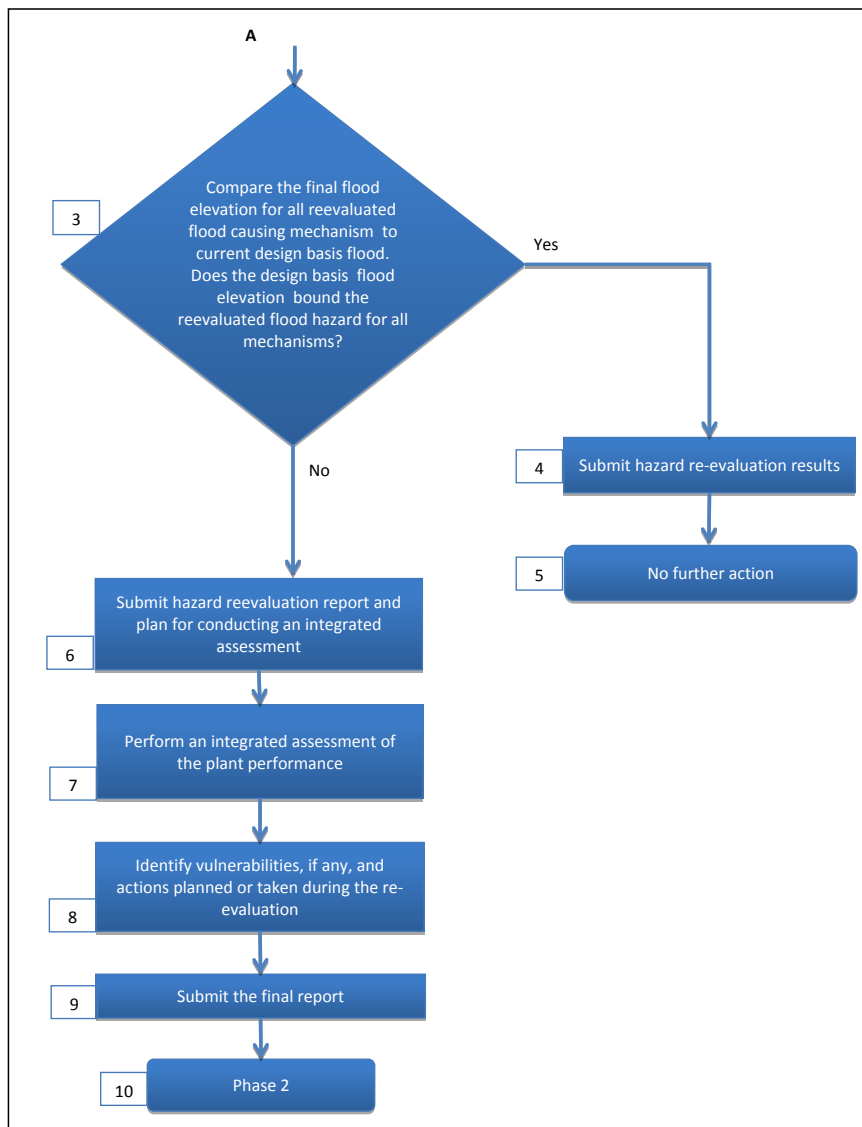 A
3
Compare the final flood
elevation for all reevaluated
flood causing mechanism to
current design basis flood.
Does the design basis flood
elevation bound the
reevaluated flood hazard for all
mechanisms?
Yes
No
4
Submit hazard re-evaluation results
5
No further action
Submit hazard reevaluation report and
plan for conducting an integrated
assessment
6
Perform an integrated assessment of
the plant performance
7
Identify vulnerabilities, if any, and
actions planned or taken during the re-
evaluation
8
9
Submit the final report
10
Phase 2